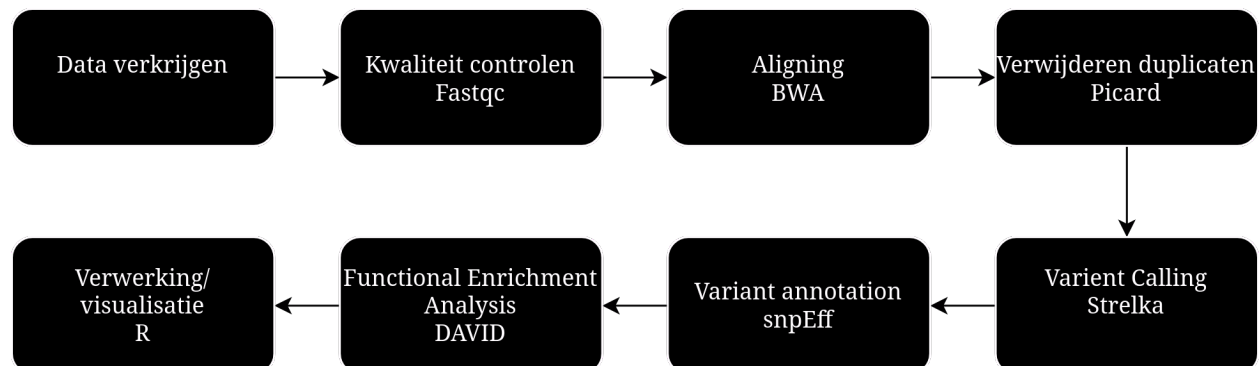 Data verkrijgen
Kwaliteit controlen
Fastqc
Aligning
BWA
Verwijderen duplicaten
Picard
Varient Calling
Strelka
Variant annotation
snpEff
Functional Enrichment
Analysis
DAVID
Verwerking/
visualisatie
R